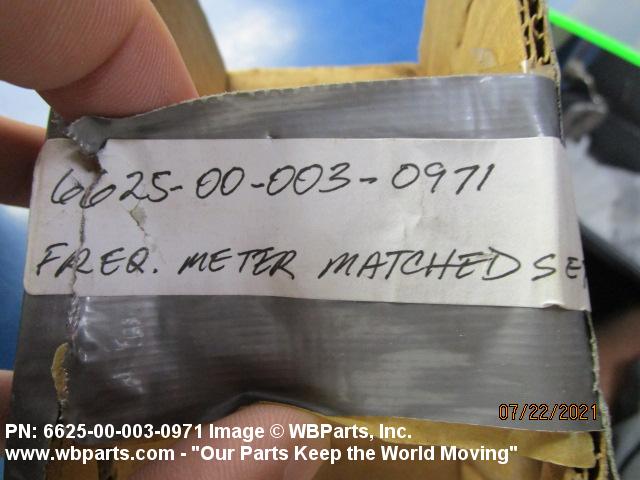 6625-00-003-0971
FREQ. METER MATCHED SET
07/22/2021
PN: 6625-00-003-0971 Image © WBParts, Inc.
www.wbparts.com - "Our Parts Keep the World Moving"